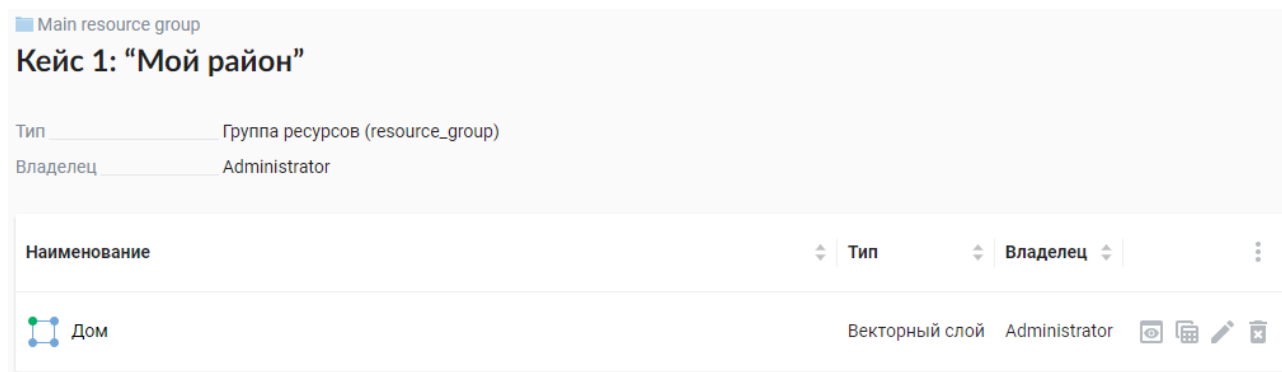 Main resource group
Кейс 1: “Мой район”
Тип Группа ресурсов (resource_group)
Владелец Administrator
Наименование Тип Владелец
Дом Векторный слой Administrator